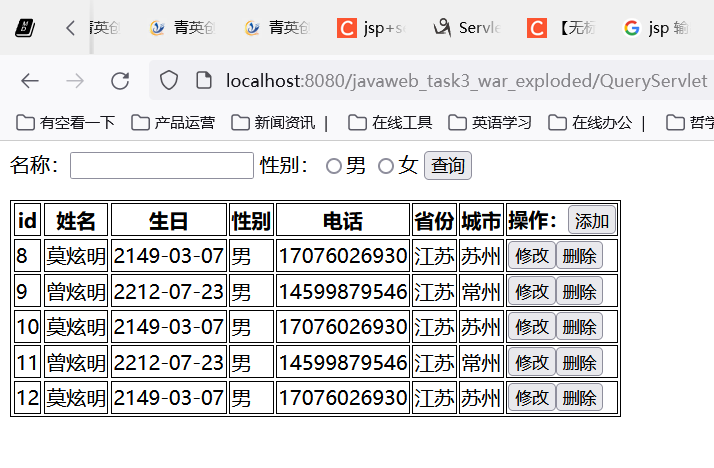 青英创 青英创 青英创 jsp+s Servle 【无标 jsp 输
localhost:8080/javaweb_task3_war_exploded/QueryServlet
有空看一下 产品运营 新闻资讯 | 在线工具 英语学习 在线办公 | 哲学
名称： 性别： 男 女 查询
id 姓名 生日 性别 电话 省份 城市 操作： 添加
8 莫炫明 2149-03-07 男 17076026930 江苏 苏州 修改 删除
9 曾炫明 2212-07-23 男 14599879546 江苏 常州 修改 删除
10 莫炫明 2149-03-07 男 17076026930 江苏 苏州 修改 删除
11 曾炫明 2212-07-23 男 14599879546 江苏 常州 修改 删除
12 莫炫明 2149-03-07 男 17076026930 江苏 苏州 修改 删除